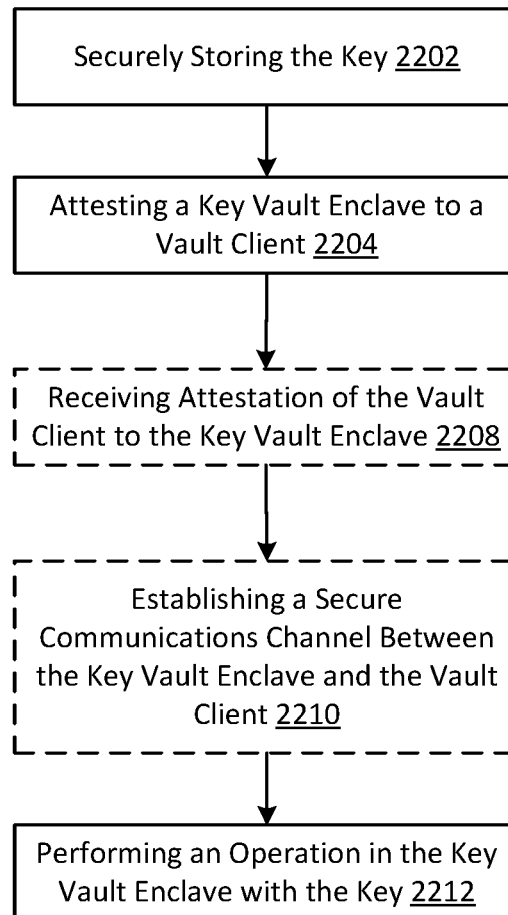 Securely Storing the Key 2202
Attesting a Key Vault Enclave to a
Vault Client 2204
Receiving Attestation of the Vault
Client to the Key Vault Enclave 2208
Establishing a Secure
Communications Channel Between
the Key Vault Enclave and the Vault
Client 2210
Performing an Operation in the Key
Vault Enclave with the Key 2212